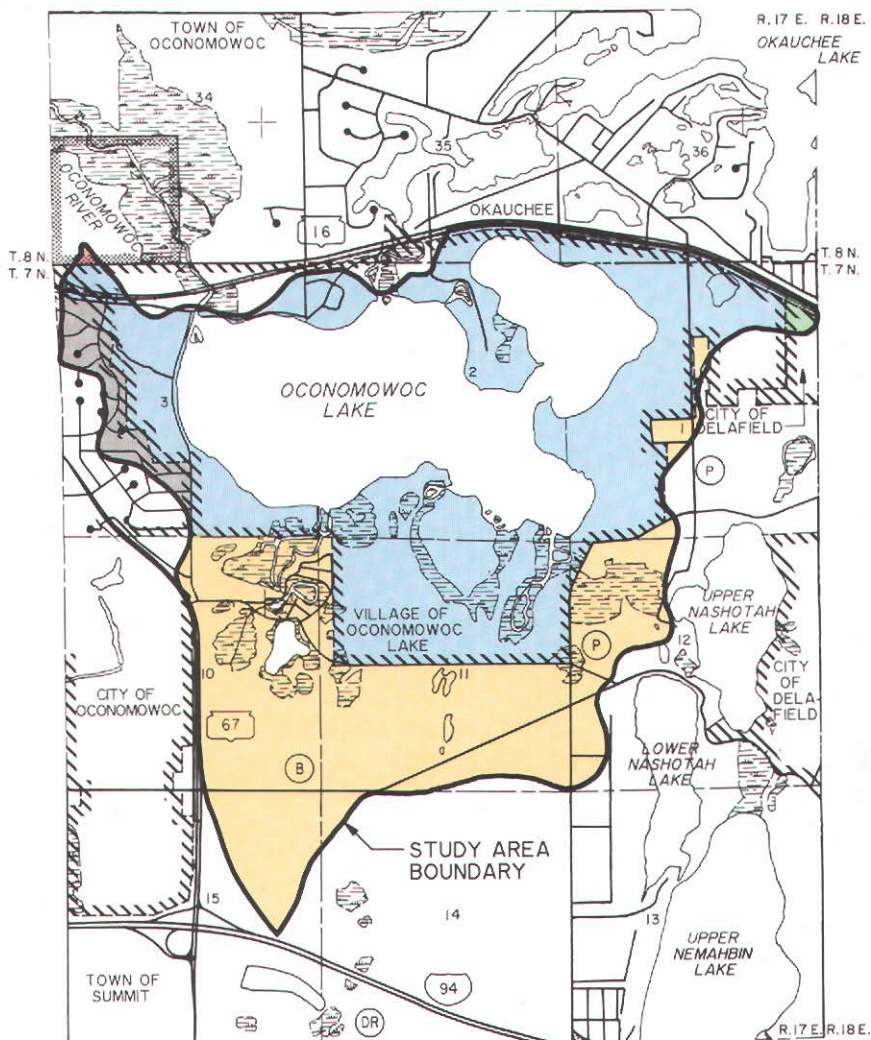 TOWN OF
OCONOMOWOC
R.17 E. R.18 E.
OKAUCHEE
LAKE
34
35
36
OCONOMOWOC
RIVER
OKAUCHEE
16
T. 8 N.
T. 7 N.
T. 8 N.
T. 7 N.
OCONOMOWOC
LAKE
2
3
1
CITY OF
DELAFIELD
P
VILLAGE OF
OCONOMOWOC
LAKE
P
UPPER
NASHOTAH
LAKE
12
CITY
OF
DELA-
FIELD
10
11
CITY OF
OCONOMOWOC
67
B
LOWER
NASHOTAH
LAKE
STUDY AREA
BOUNDARY
15
14
13
UPPER
NEMAHBIN
LAKE
TOWN OF
SUMMIT
94
DR
R.17 E. R.18 E.